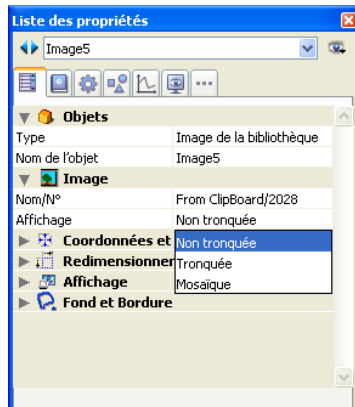 Liste des propriétés
Image5
Objets
Type Image de la bibliothèque
Nom de l'objet Image5
Image
Nom/N° From ClipBoard/2028
Affichage Non tronquée
Coordonnées et
Non tronquée
Redimensionner
Tronquée
Affichage
Mosaïque
Fond et Bordure